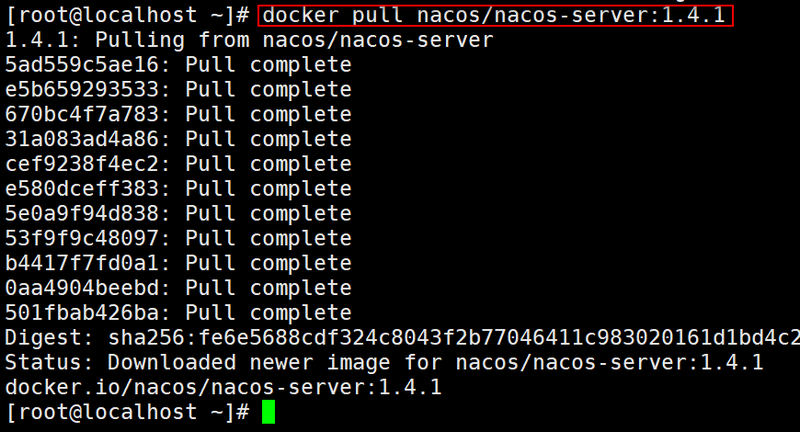 [root@localhost ~]# docker pull nacos/nacos-server:1.4.1
1.4.1: Pulling from nacos/nacos-server
5ad559c5ae16: Pull complete
e5b659293533: Pull complete
670bc4f7a783: Pull complete
31a083ad4a86: Pull complete
cef9238f4ec2: Pull complete
e580dceff383: Pull complete
5e0a9f94d838: Pull complete
53f9f9c48097: Pull complete
b4417f7fd0a1: Pull complete
0aa4904beebd: Pull complete
501fbab426ba: Pull complete
Digest: sha256:fe6e5688cdf324c8043f2b77046411c983020161d1bd4c2
Status: Downloaded newer image for nacos/nacos-server:1.4.1
docker.io/nacos/nacos-server:1.4.1
[root@localhost ~]#